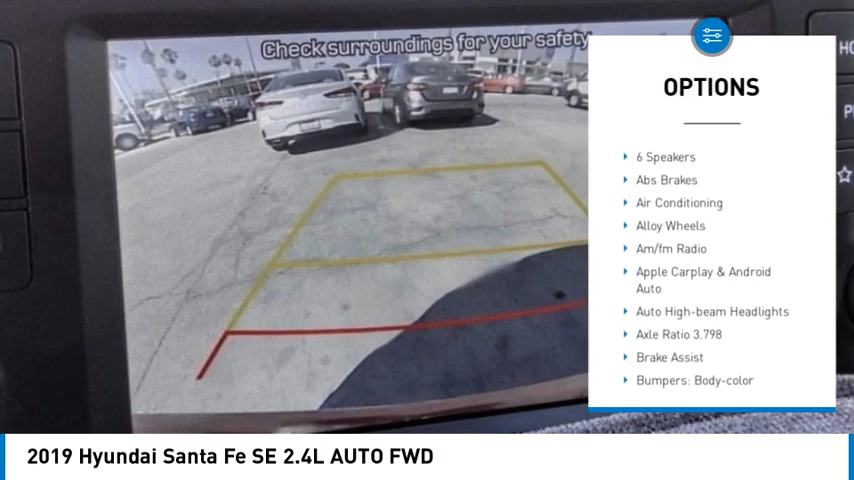 Check surroundings for your safety
OPTIONS
6 Speakers
Abs Brakes
Air Conditioning
Alloy Wheels
Am/fm Radio
Apple Carplay & Android
Auto
Auto High-beam Headlights
Axle Ratio 3.798
Brake Assist
Bumpers: Body-color
2019 Hyundai Santa Fe SE 2.4L AUTO FWD